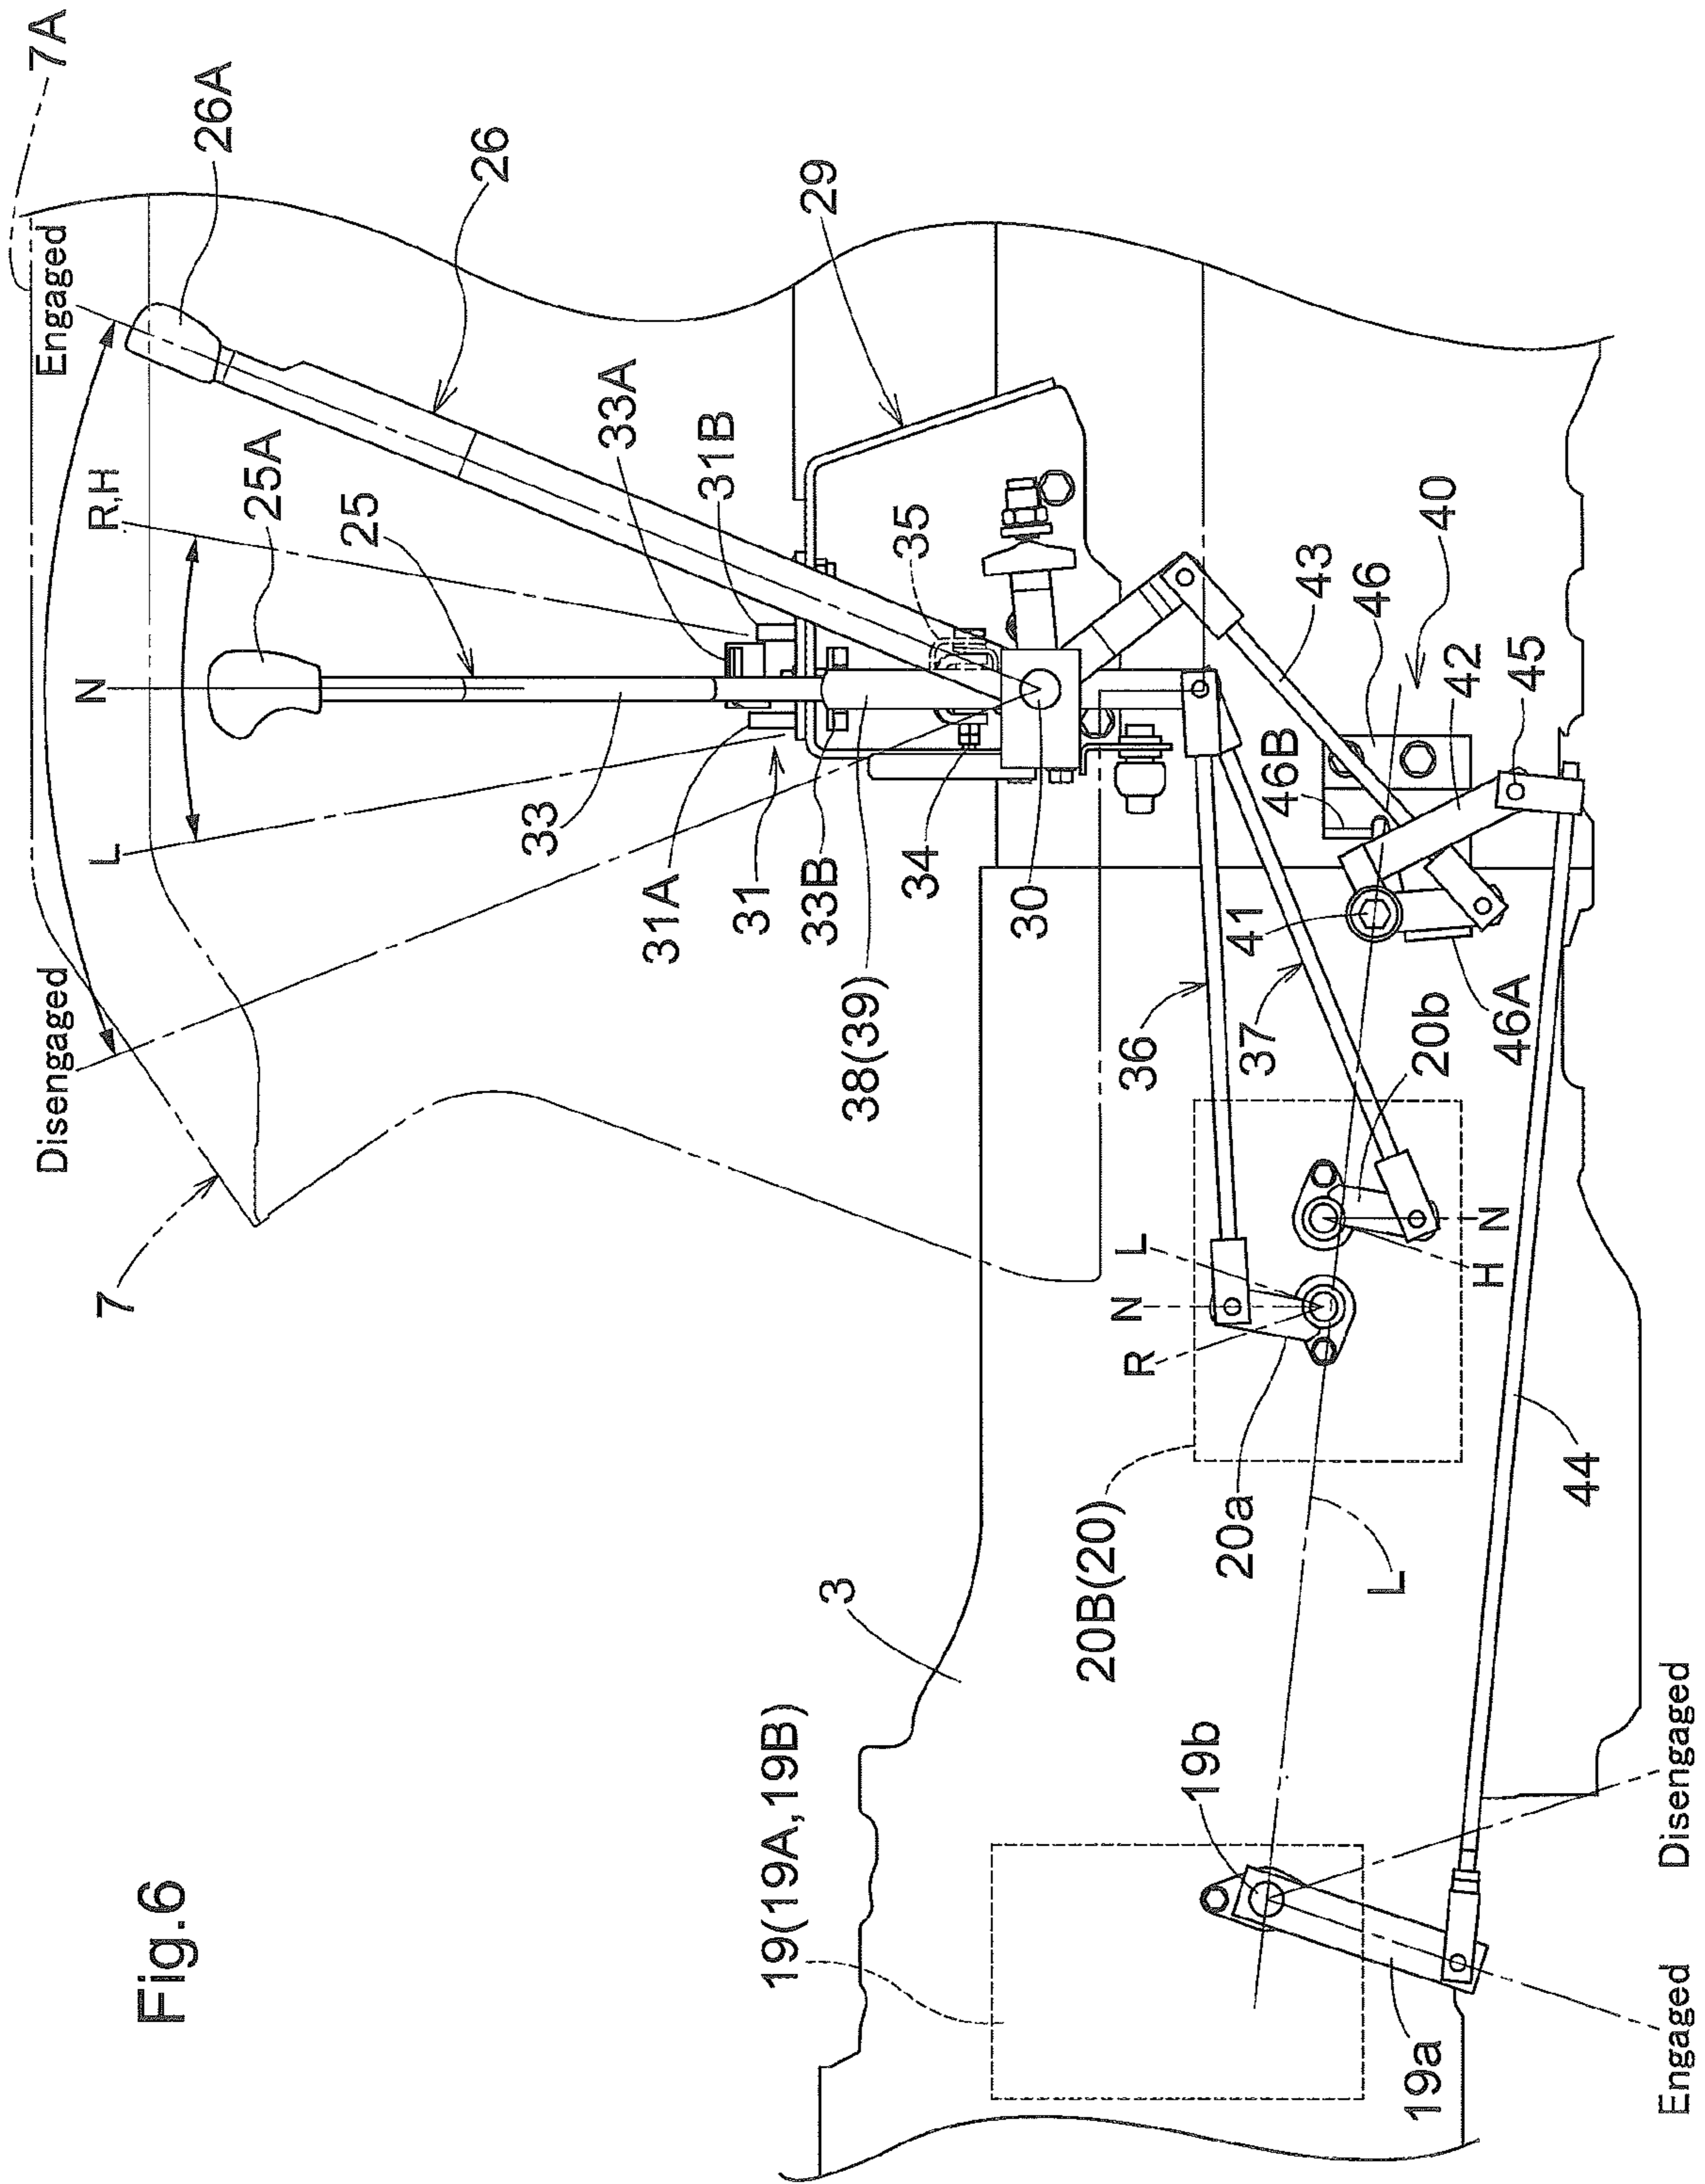 Fig.6
7A
26A
Engaged
26
29
R,H
25A
25
33A
31B
35
N
L
33
31A
31
33B
34
30
38(39)
Disengaged
7
40
43
46
46B
42
45
41
36
37
46A
20b
L
N
R
N
H
20a
20B(20)
L
44
3
19(19A,19B)
19b
19a
Disengaged
Engaged